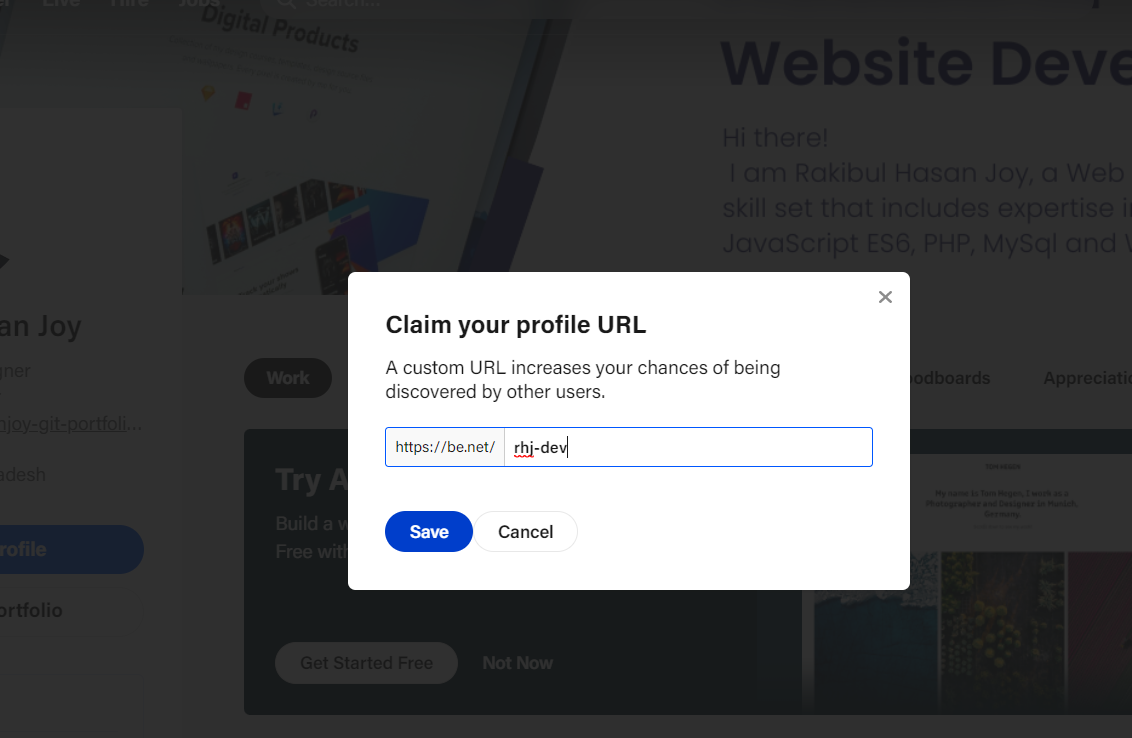 Live Hire Jobs Search...
Digital Products
Website Deve
Hi there!
I am Rakibul Hasan Joy, a Web
skill set that includes expertise i
JavaScript ES6, PHP, MySql and
an Joy
gner
njoy-git-portfoli...
adesh
rofile
ortfolio
Work
oodboards
Appreciatio
Claim your profile URL
A custom URL increases your chances of being
discovered by other users.
https://be.net/ rhj-dev
Save Cancel
Try A
Build a w
Free with
Get Started Free Not Now
TOM HEGEN
My name is Tom Hegen, I work as a
Photographer and Designer in Munich,
Germany.